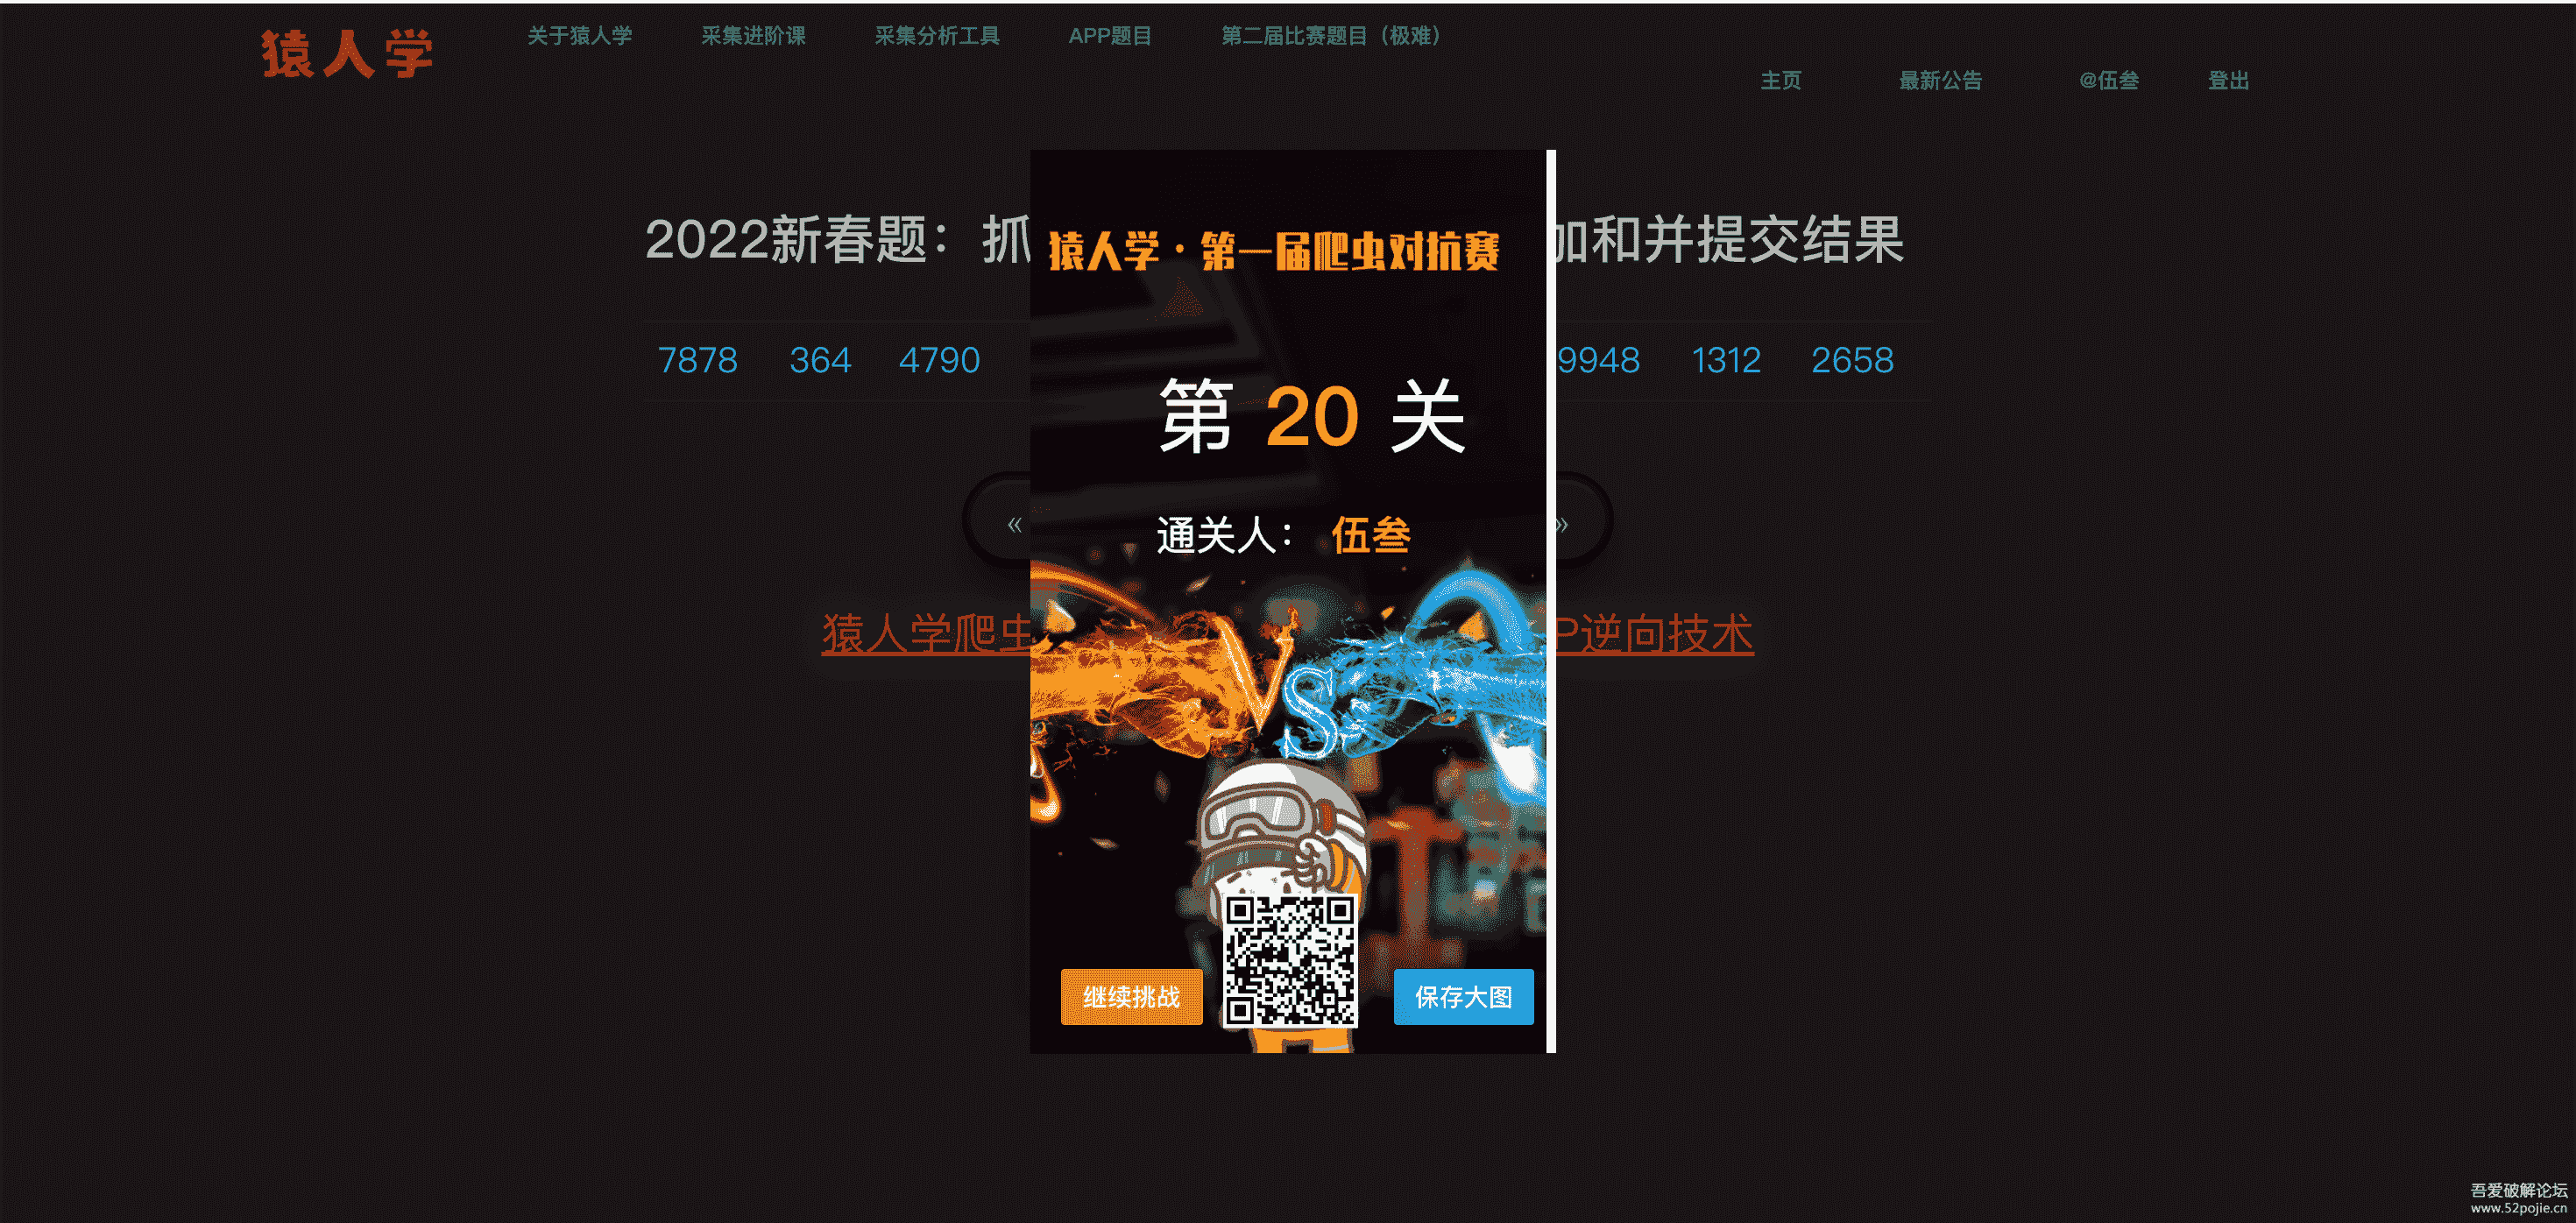 猿人学
关于猿人学 采集进阶课 采集分析工具 APP题目 第二届比赛题目（极难）
主页 最新公告 @伍叁 登出
2022新春题：抓 加和并提交结果
猿人学·第一届爬虫对抗赛
7878 364 4790 9948 1312 2658
第 20 关
« »
通关人： 伍叁
猿人学爬虫 P逆向技术
VS
继续挑战 保存大图
吾爱破解论坛
www.52pojie.cn